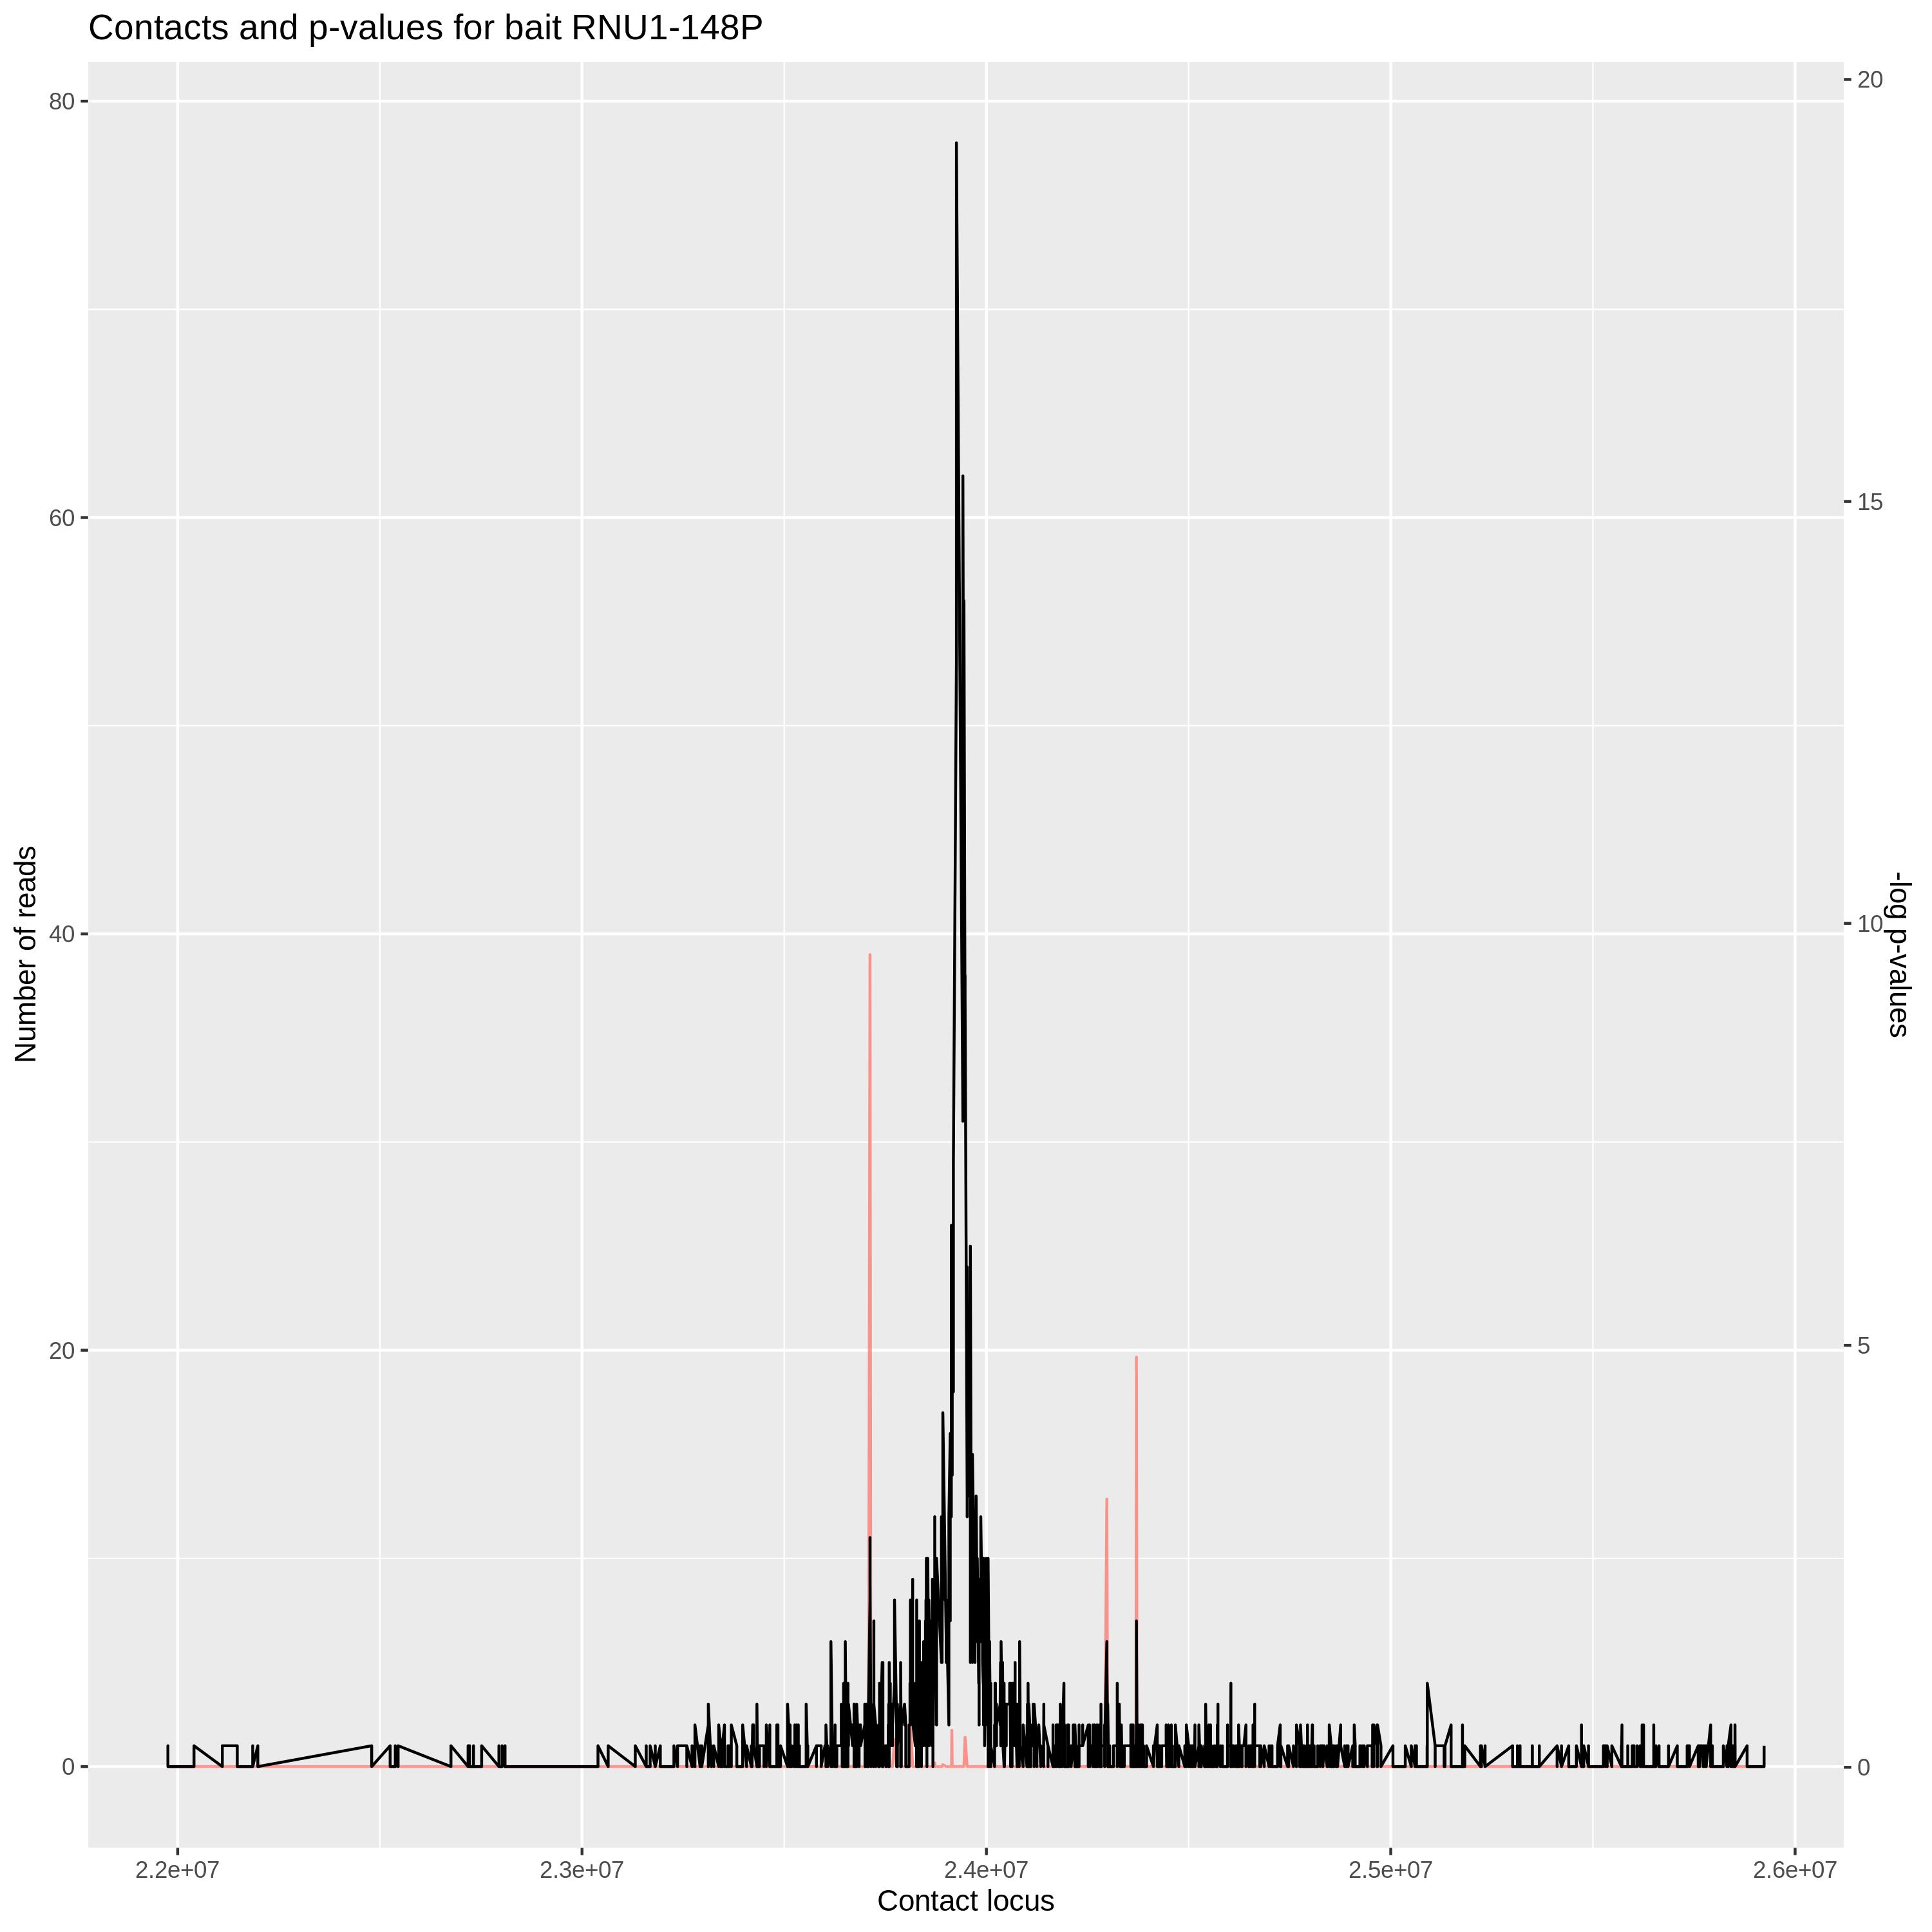 Contacts and p-values for bait RNU1-148P
80
60
40
20
0
Number of reads
20
15
10
5
0
-log p-values
2.2e+07
2.3e+07
2.4e+07
2.5e+07
2.6e+07
Contact locus